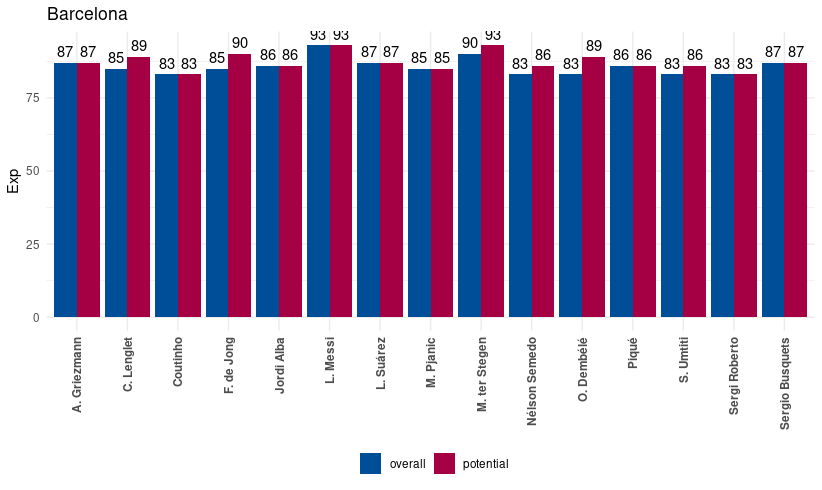 Barcelona
93 93 93
90 90
89 89
87 87 87 87 87 87
86 86 86 86 86 86
85 85 85 85
83 83 83 83 83 83 83
75
50
25
0
Exp
A. Griezmann
C. Lenglet
Coutinho
F. de Jong
Jordi Alba
L. Messi
L. Suárez
M. Pjanic
M. ter Stegen
Nélson Semedo
O. Dembélé
Piqué
S. Umtiti
Sergi Roberto
Sergio Busquets
overall potential